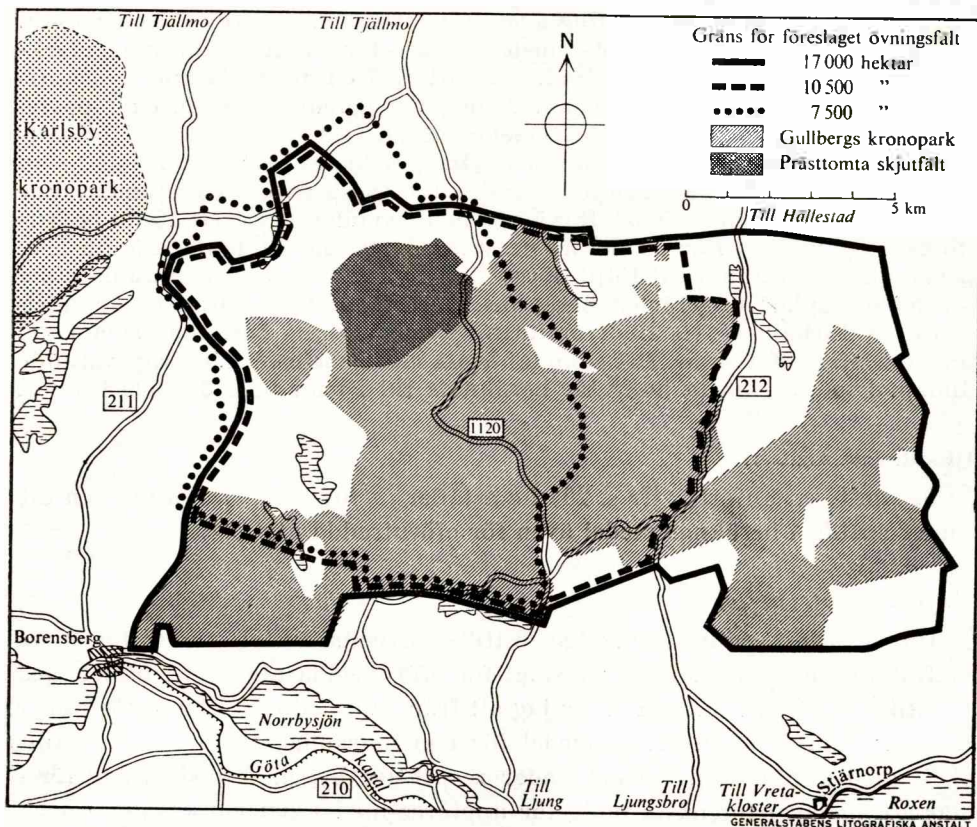 Till Tjällmo
Till Tjällmo
N
Gräns för föreslaget övningsfält
17 000 hektar
10 500 ”
7 500 ”
Gullbergs kronopark
Prästtomta skjutfält
0 5 km
Till Hällestad
Karlsby
kronopark
211
1120
212
Borensberg
Norrbysjön
Göta kanal
210
Till
Ljung
Till
Ljungsbro
Till Vreta-
kloster
Stjärnorp
Roxen
GENERALSTABENS LITOGRAFISKA ANSTALT